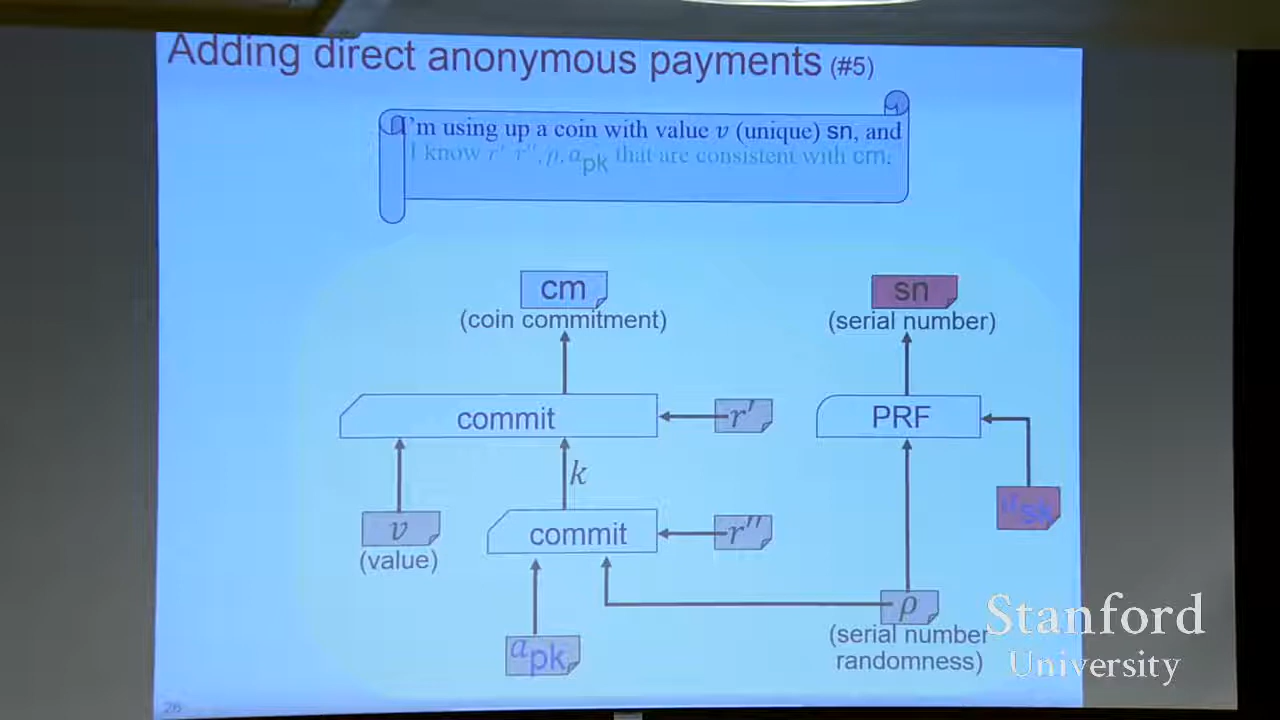 Adding direct anonymous payments (#5)
I'm using up a coin with value v (unique) sn, and
I know r' r'', ρ, a_pk that are consistent with cm.
cm
(coin commitment)
sn
(serial number)
commit
r'
PRF
k
a_sk
v
(value)
commit
r''
ρ
(serial number
randomness)
a_pk
Stanford
University
26